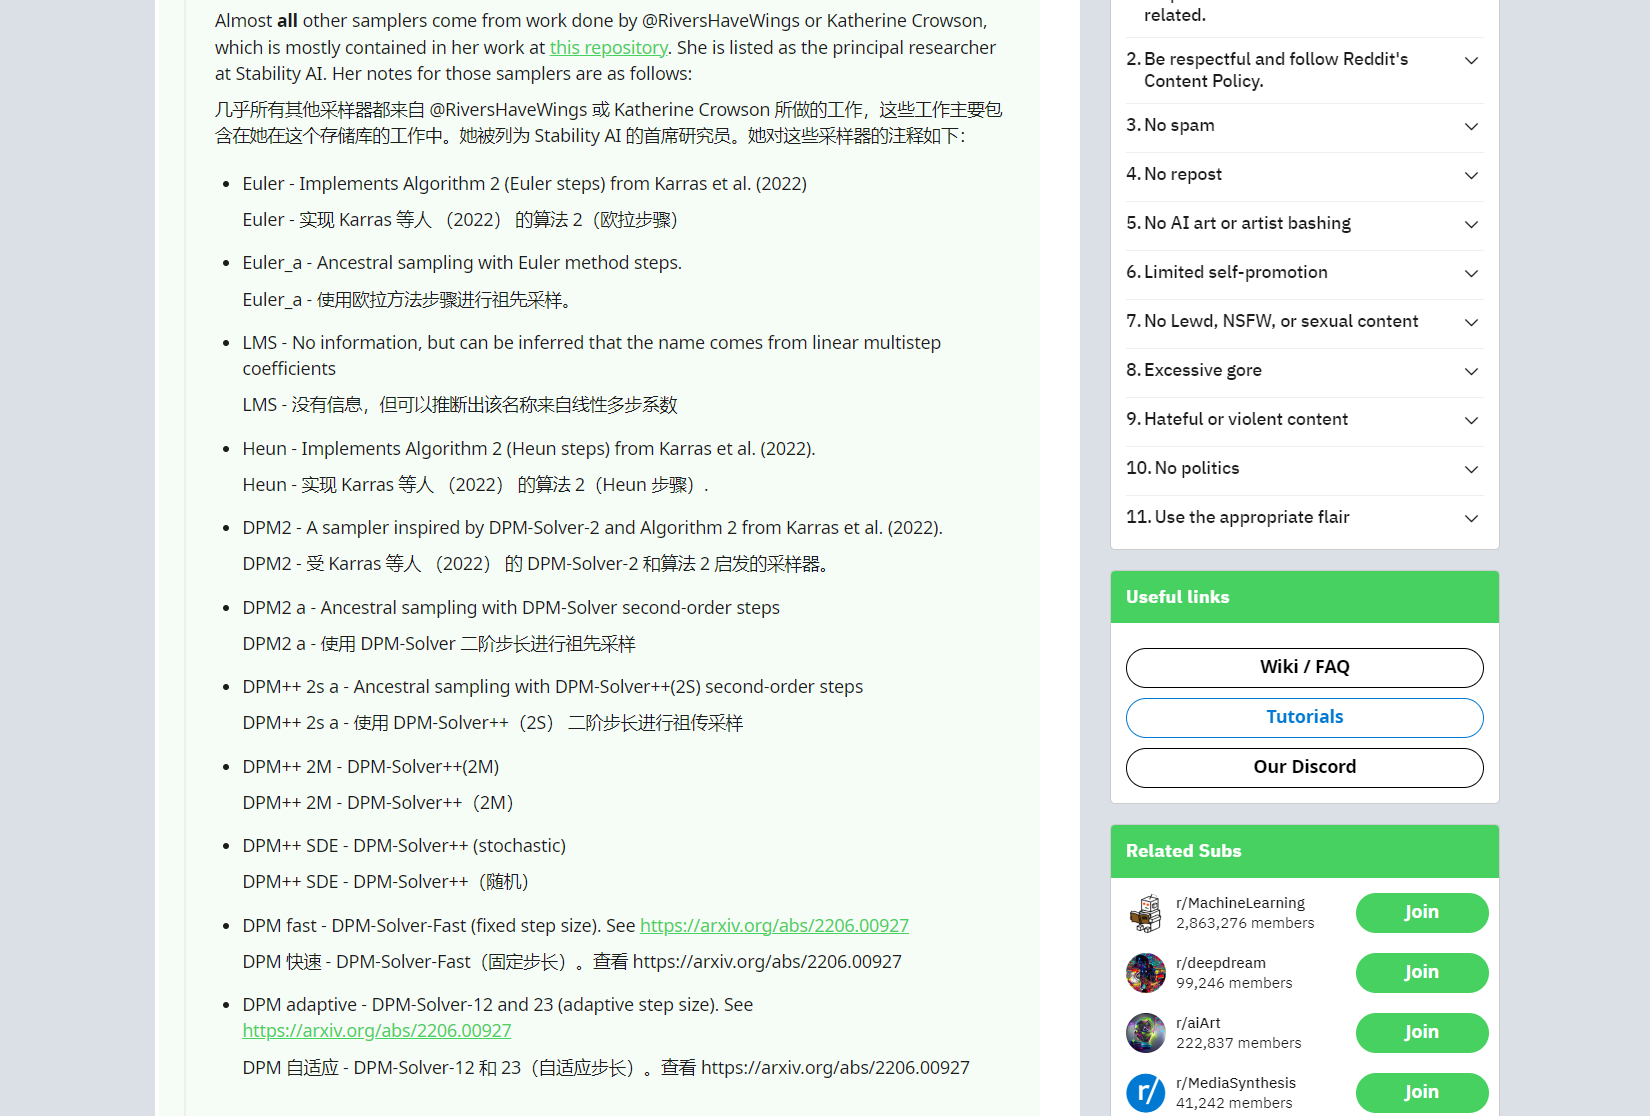 Almost all other samplers come from work done by @RiversHaveWings or Katherine Crowson,
which is mostly contained in her work at this repository. She is listed as the principal researcher
at Stability AI. Her notes for those samplers are as follows:
几乎所有其他采样器都来自 @RiversHaveWings 或 Katherine Crowson 所做的工作，这些工作主要包
含在她在这个存储库的工作中。她被列为 Stability AI 的首席研究员。她对这些采样器的注释如下：
• Euler - Implements Algorithm 2 (Euler steps) from Karras et al. (2022)
Euler - 实现 Karras 等人 （2022） 的算法 2（欧拉步骤）
• Euler_a - Ancestral sampling with Euler method steps.
Euler_a - 使用欧拉方法步骤进行祖先采样。
• LMS - No information, but can be inferred that the name comes from linear multistep
coefficients
LMS - 没有信息，但可以推断出该名称来自线性多步系数
• Heun - Implements Algorithm 2 (Heun steps) from Karras et al. (2022).
Heun - 实现 Karras 等人 （2022） 的算法 2（Heun 步骤）.
• DPM2 - A sampler inspired by DPM-Solver-2 and Algorithm 2 from Karras et al. (2022).
DPM2 - 受 Karras 等人 （2022） 的 DPM-Solver-2 和算法 2 启发的采样器。
• DPM2 a - Ancestral sampling with DPM-Solver second-order steps
DPM2 a - 使用 DPM-Solver 二阶步长进行祖先采样
• DPM++ 2s a - Ancestral sampling with DPM-Solver++(2S) second-order steps
DPM++ 2s a - 使用 DPM-Solver++（2S） 二阶步长进行祖传采样
• DPM++ 2M - DPM-Solver++(2M)
DPM++ 2M - DPM-Solver++（2M）
• DPM++ SDE - DPM-Solver++ (stochastic)
DPM++ SDE - DPM-Solver++（随机）
• DPM fast - DPM-Solver-Fast (fixed step size). See https://arxiv.org/abs/2206.00927
DPM 快速 - DPM-Solver-Fast（固定步长）。查看 https://arxiv.org/abs/2206.00927
• DPM adaptive - DPM-Solver-12 and 23 (adaptive step size). See
https://arxiv.org/abs/2206.00927
DPM 自适应 - DPM-Solver-12 和 23（自适应步长）。查看 https://arxiv.org/abs/2206.00927
related.
2. Be respectful and follow Reddit's
Content Policy.
3. No spam
4. No repost
5. No AI art or artist bashing
6. Limited self-promotion
7. No Lewd, NSFW, or sexual content
8. Excessive gore
9. Hateful or violent content
10. No politics
11. Use the appropriate flair
Useful links
Wiki / FAQ
Tutorials
Our Discord
Related Subs
r/MachineLearning
2,863,276 members
Join
r/deepdream
99,246 members
Join
r/aiArt
222,837 members
Join
r/
r/MediaSynthesis
41,242 members
Join